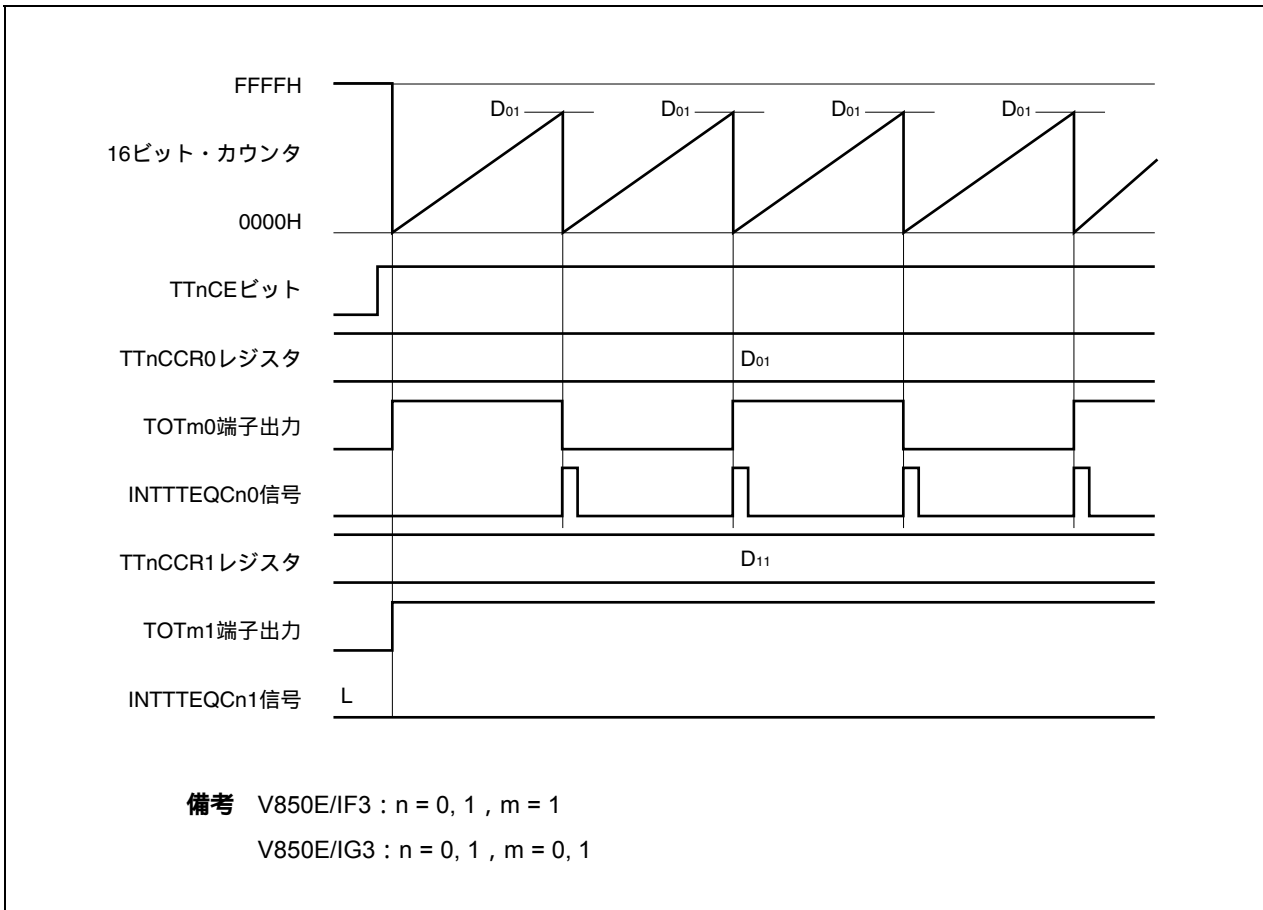 FFFFH
D01 D01 D01 D01
16ビット・カウンタ
0000H
TTnCEビット
TTnCCR0レジスタ D01
TOTm0端子出力
INTTTEQCn0信号
TTnCCR1レジスタ D11
TOTm1端子出力
INTTTEQCn1信号 L
備考 V850E/IF3:n = 0, 1 , m = 1
V850E/IG3:n = 0, 1 , m = 0, 1